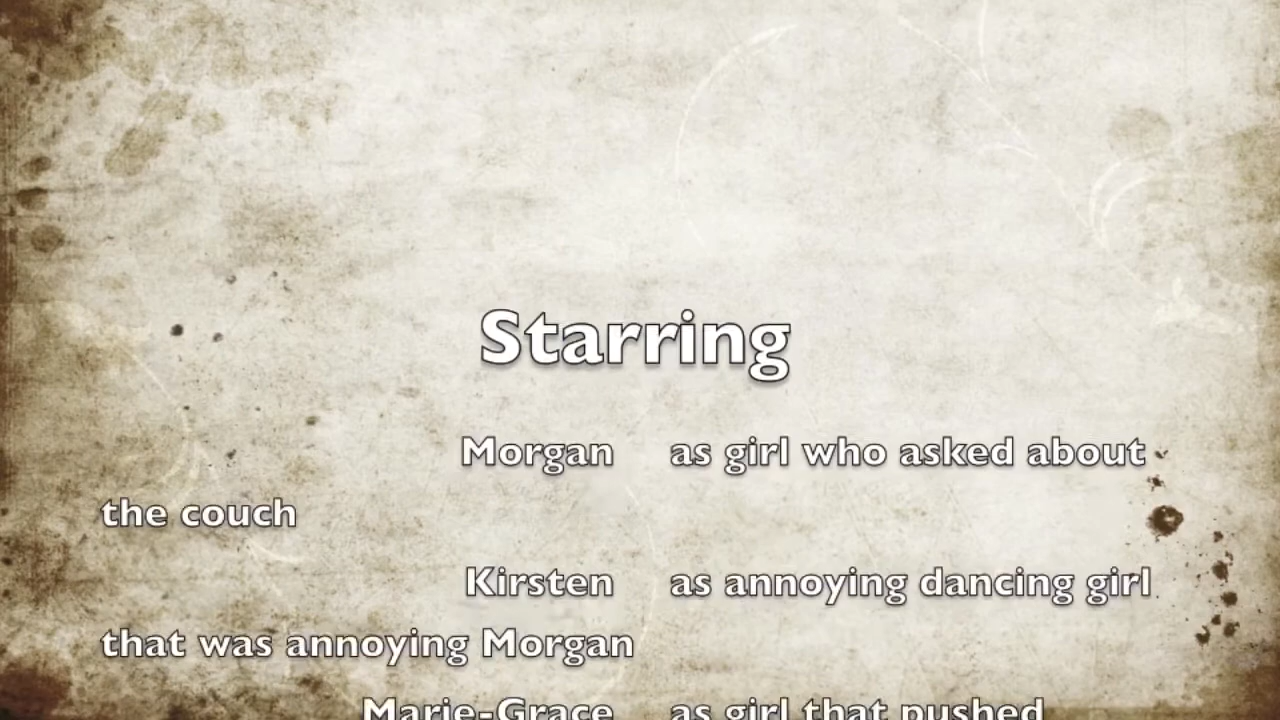 Starring
Morgan as girl who asked about
the couch
Kirsten as annoying dancing girl
that was annoying Morgan
Marie-Grace as girl that pushed